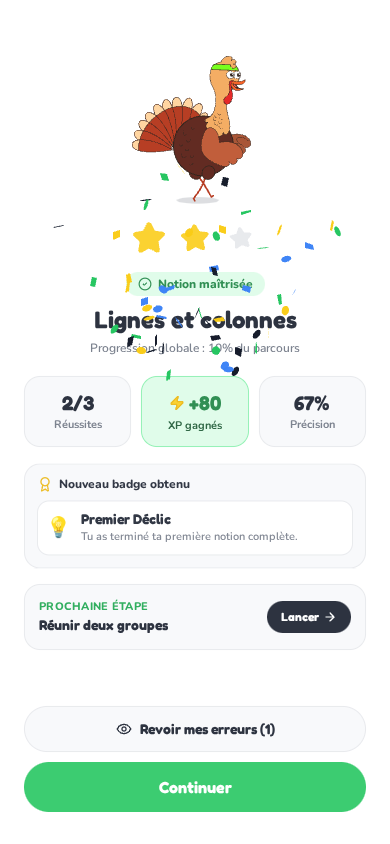 Notion maîtrisée
Lignes et colonnes
Progression globale : 10% du parcours
2/3
Réussites
+80
XP gagnés
67%
Précision
Nouveau badge obtenu
Premier Déclic
Tu as terminé ta première notion complète.
PROCHAINE ÉTAPE
Réunir deux groupes
Lancer →
Revoir mes erreurs (1)
Continuer